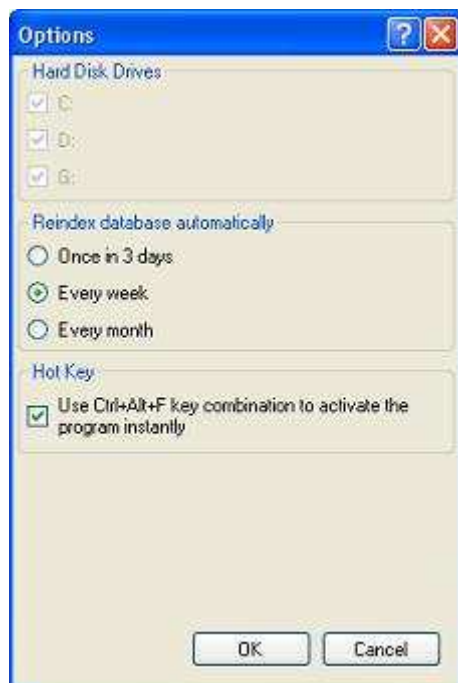 Options
Hard Disk Drives
C:
D:
G:
Reindex database automatically
Once in 3 days
Every week
Every month
Hot Key
Use Ctrl+Alt+F key combination to activate the
program instantly
OK
Cancel